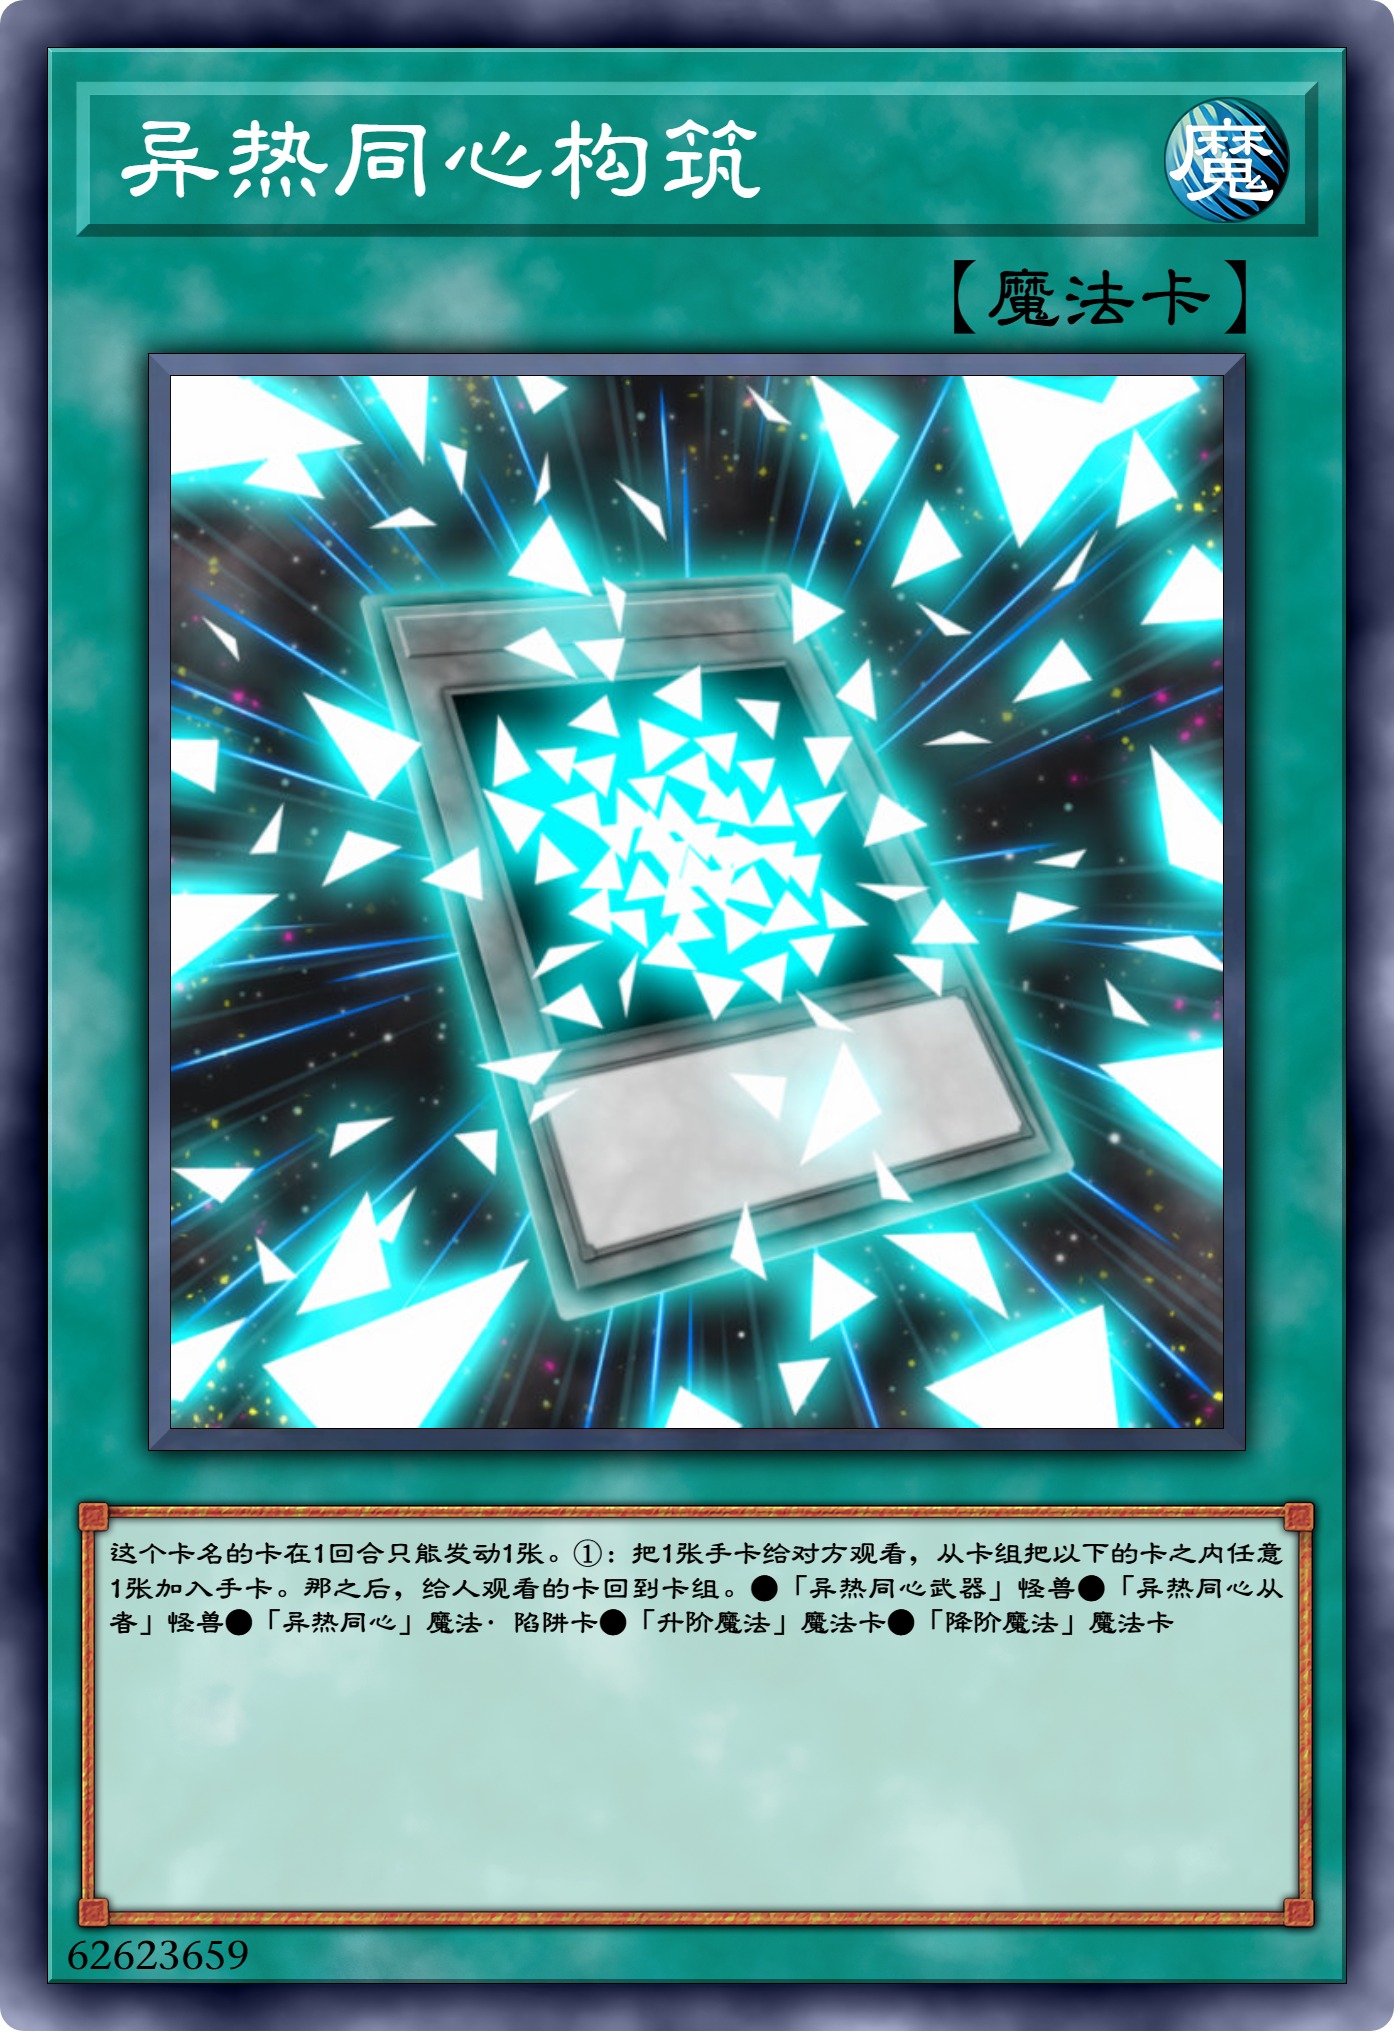 异热同心构筑
魔
【魔法卡】
这个卡名的卡在1回合只能发动1张。①：把1张手卡给对方观看，从卡组把以下的卡之内任意
1张加入手卡。那之后，给人观看的卡回到卡组。●「异热同心武器」怪兽●「异热同心从
者」怪兽●「异热同心」魔法·陷阱卡●「升阶魔法」魔法卡●「降阶魔法」魔法卡
62623659